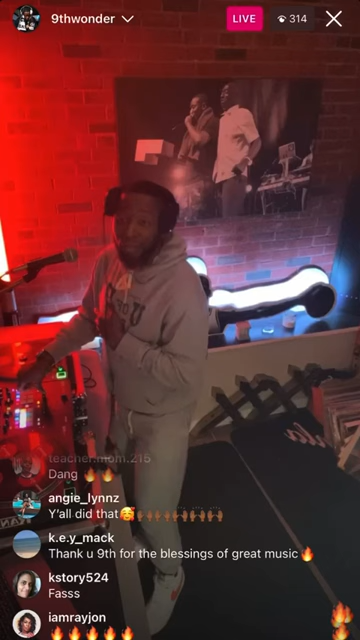 9thwonder
LIVE
314
teacher.mom.215
Dang 🔥🔥
angie_lynnz
Y'all did that🥰👏🏽👏🏽👏🏽👏🏽👏🏽👏🏽👏🏽👏🏽
k.e.y_mack
Thank u 9th for the blessings of great music🔥
kstory524
Fasss
iamrayjon
🔥🔥🔥🔥🔥